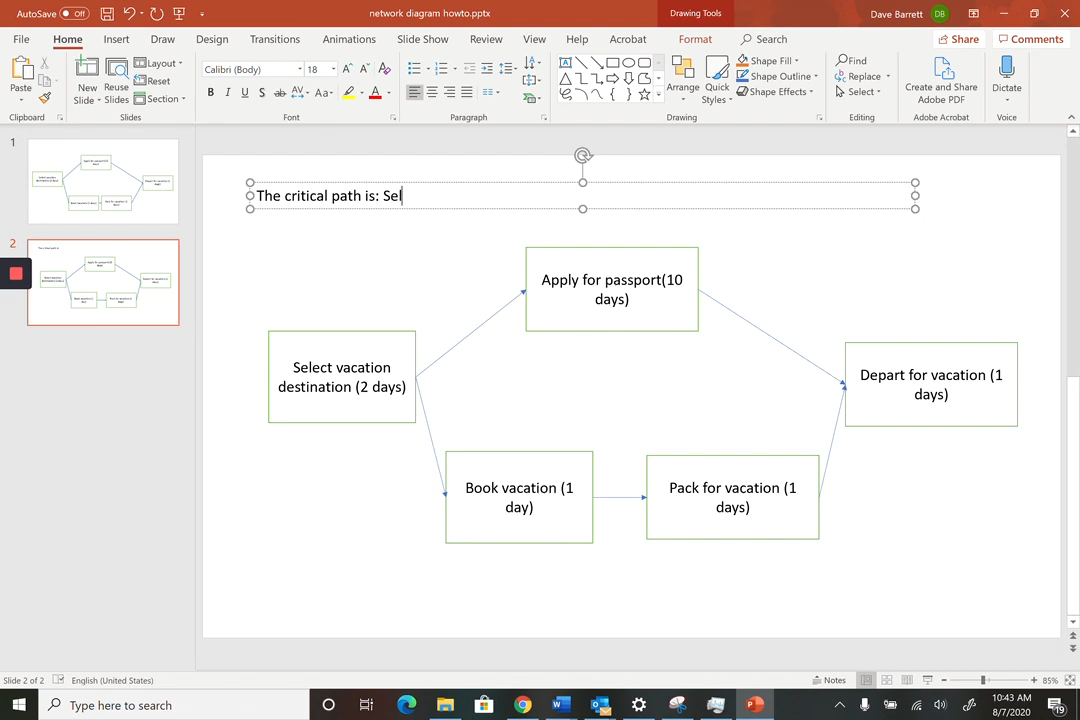 AutoSave Off
network diagram howto.pptx
Drawing Tools
Dave Barrett DB
File Home Insert Draw Design Transitions Animations Slide Show Review View Help Acrobat Format Search
Share Comments
Paste
New
Slide
Reuse
Slides
Layout
Reset
Section
Calibri (Body) 18
B I U S ab AV Aa A
Arrange
Quick
Styles
Shape Fill
Shape Outline
Shape Effects
Find
Replace
Select
Create and Share
Adobe PDF
Dictate
Clipboard Slides Font Paragraph Drawing Editing Adobe Acrobat Voice
1
2
The critical path is: Sel
Apply for passport(10
days)
Select vacation
destination (2 days)
Depart for vacation (1
days)
Book vacation (1
day)
Pack for vacation (1
days)
Slide 2 of 2 English (United States) Notes 85%
Type here to search
10:43 AM
8/7/2020
19